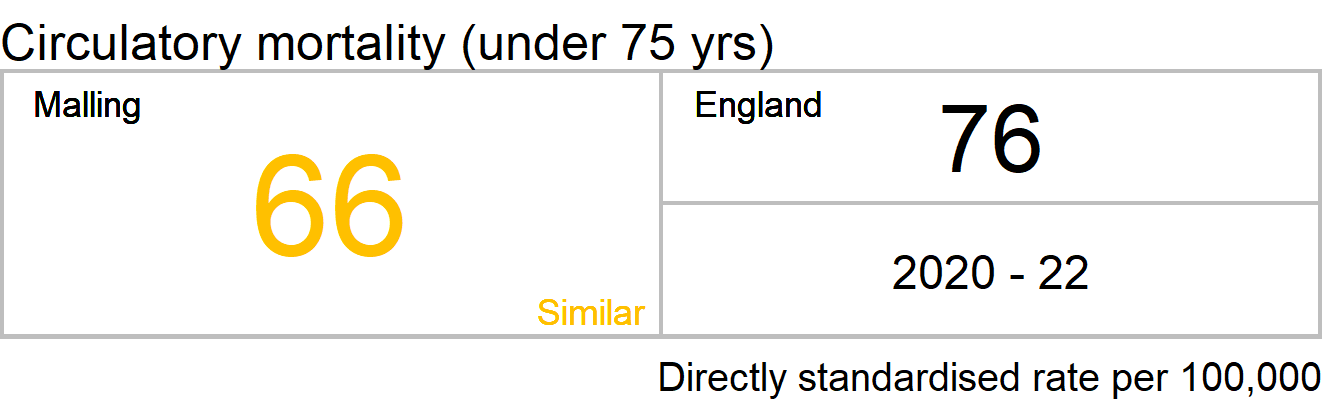 Circulatory mortality (under 75 yrs)
Malling
66
Similar
England
76
2020 - 22
Directly standardised rate per 100,000